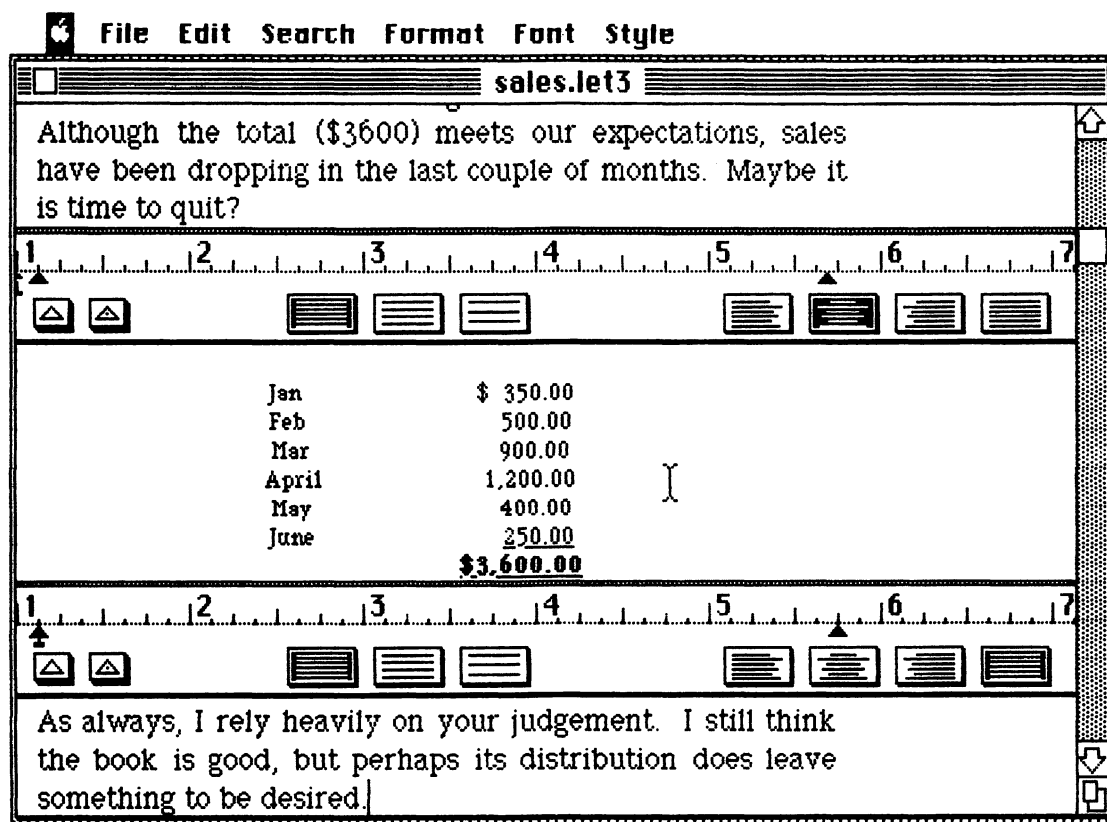 File Edit Search Format Font Style
sales.let3
Although the total ($3600) meets our expectations, sales
have been dropping in the last couple of months. Maybe it
is time to quit?
1 2 3 4 5 6 7
Jan $ 350.00
Feb 500.00
Mar 900.00
April 1,200.00
May 400.00
June 250.00
$3,600.00
1 2 3 4 5 6 7
As always, I rely heavily on your judgement. I still think
the book is good, but perhaps its distribution does leave
something to be desired.